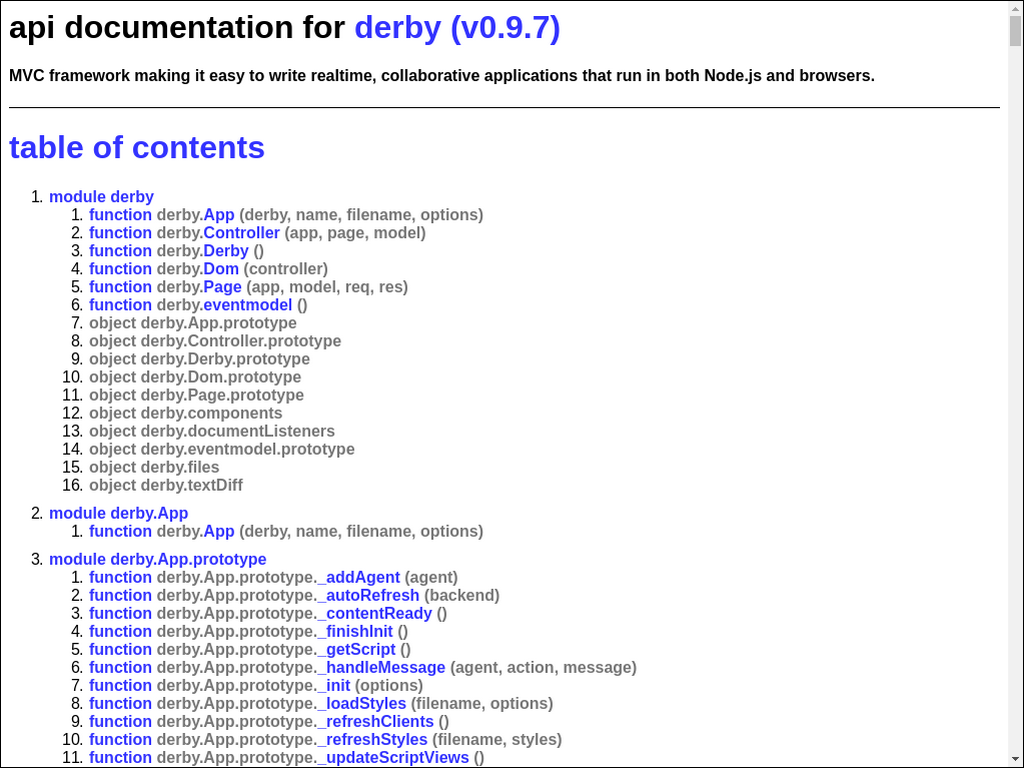 api documentation for derby (v0.9.7)
MVC framework making it easy to write realtime, collaborative applications that run in both Node.js and browsers.
table of contents
1. module derby
1. function derby.App (derby, name, filename, options)
2. function derby.Controller (app, page, model)
3. function derby.Derby ()
4. function derby.Dom (controller)
5. function derby.Page (app, model, req, res)
6. function derby.eventmodel ()
7. object derby.App.prototype
8. object derby.Controller.prototype
9. object derby.Derby.prototype
10. object derby.Dom.prototype
11. object derby.Page.prototype
12. object derby.components
13. object derby.documentListeners
14. object derby.eventmodel.prototype
15. object derby.files
16. object derby.textDiff
2. module derby.App
1. function derby.App (derby, name, filename, options)
3. module derby.App.prototype
1. function derby.App.prototype._addAgent (agent)
2. function derby.App.prototype._autoRefresh (backend)
3. function derby.App.prototype._contentReady ()
4. function derby.App.prototype._finishInit ()
5. function derby.App.prototype._getScript ()
6. function derby.App.prototype._handleMessage (agent, action, message)
7. function derby.App.prototype._init (options)
8. function derby.App.prototype._loadStyles (filename, options)
9. function derby.App.prototype._refreshClients ()
10. function derby.App.prototype._refreshStyles (filename, styles)
11. function derby.App.prototype._updateScriptViews ()